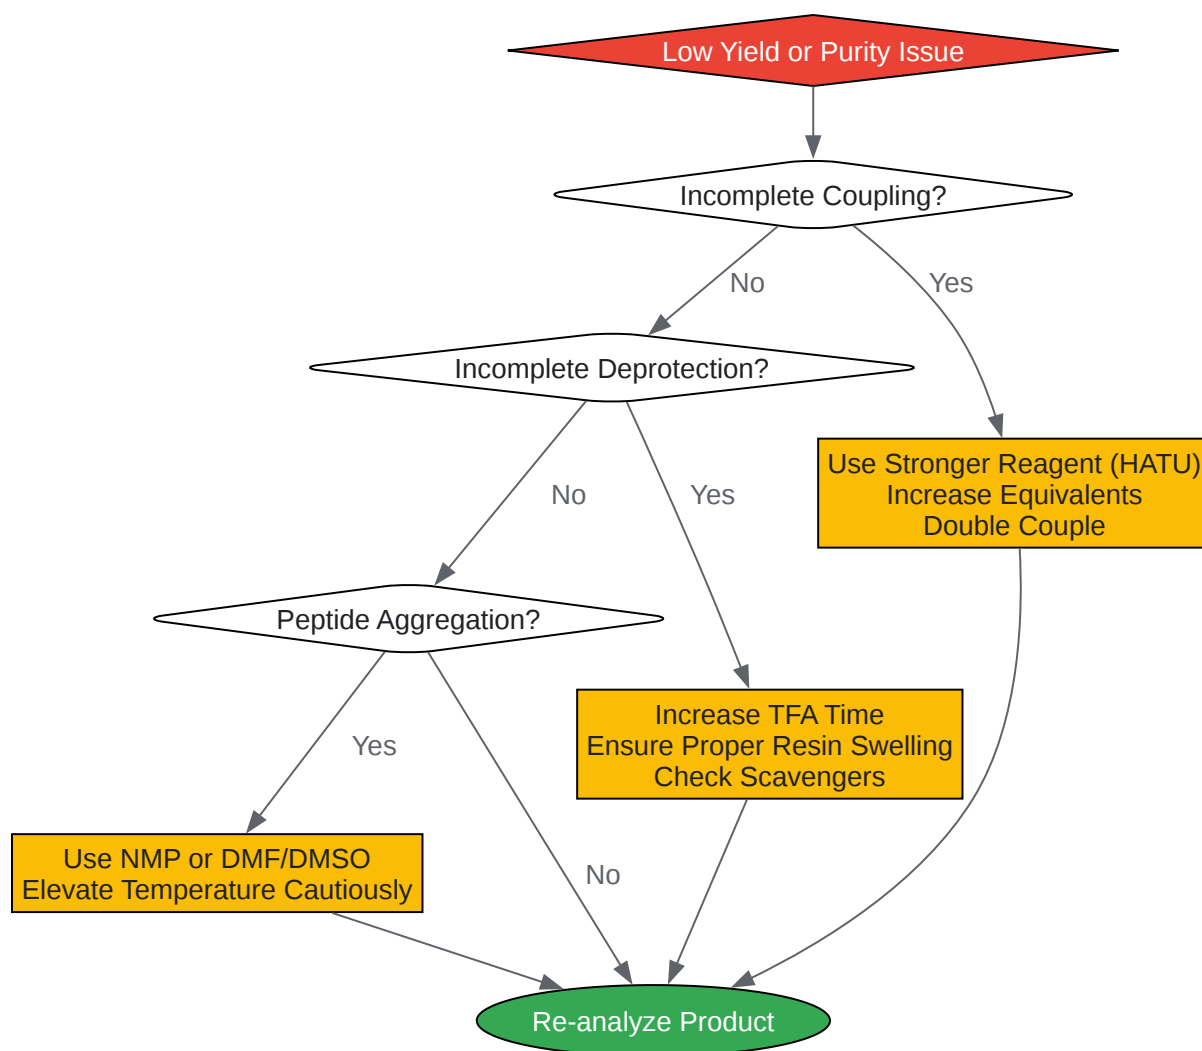 Low Yield or Purity Issue
Incomplete Coupling?
No
Yes
Incomplete Deprotection?
Use Stronger Reagent (HATU)
Increase Equivalents
Double Couple
No
Yes
Peptide Aggregation?
Increase TFA Time
Ensure Proper Resin Swelling
Check Scavengers
Yes
Use NMP or DMF/DMSO
Elevate Temperature Cautiously
No
Re-analyze Product